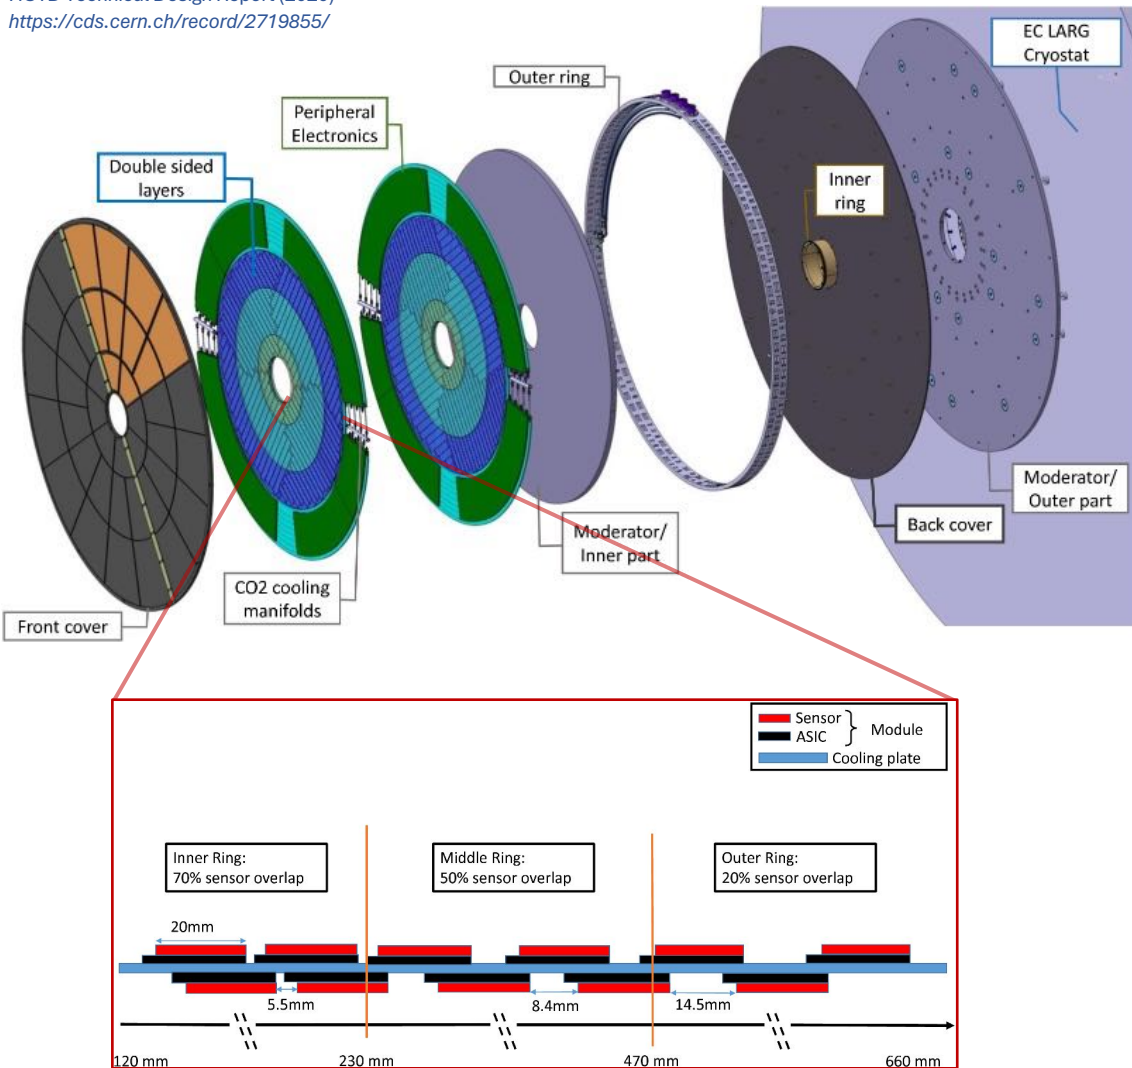 https://cds.cern.ch/record/2719855/
EC LARG
Cryostat
Outer ring
Peripheral
Electronics
Double sided
layers
Inner
ring
Moderator/
Outer part
Back cover
Moderator/
Inner part
CO2 cooling
manifolds
Front cover
Sensor
ASIC
Module
Cooling plate
Inner Ring:
70% sensor overlap
Middle Ring:
50% sensor overlap
Outer Ring:
20% sensor overlap
20mm
5.5mm
8.4mm
14.5mm
120 mm
230 mm
470 mm
660 mm